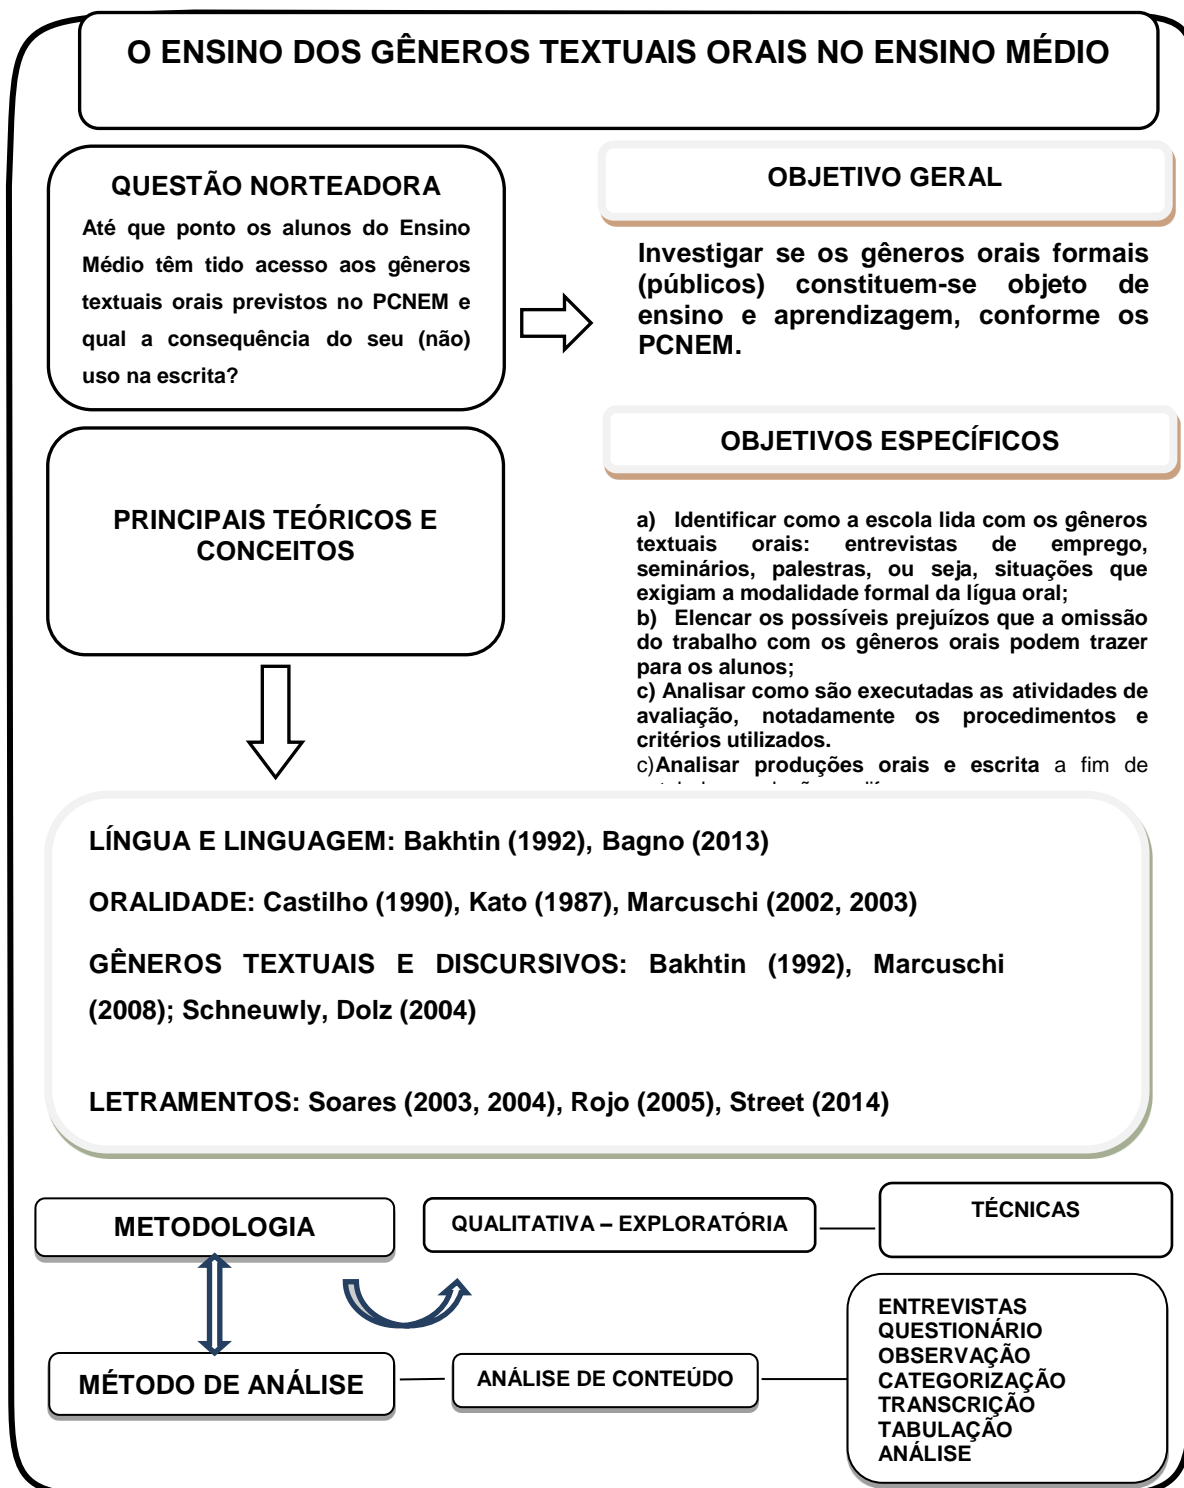 O ENSINO DOS GÊNEROS TEXTUAIS ORAIS NO ENSINO MÉDIO
QUESTÃO NORTEADORA
Até que ponto os alunos do Ensino
Médio têm tido acesso aos gêneros
textuais orais previstos no PCNEM e
qual a consequência do seu (não)
uso na escrita?
OBJETIVO GERAL
Investigar se os gêneros orais formais
(públicos) constituem-se objeto de
ensino e aprendizagem, conforme os
PCNEM.
PRINCIPAIS TEÓRICOS E
CONCEITOS
OBJETIVOS ESPECÍFICOS
a) Identificar como a escola lida com os gêneros
textuais orais: entrevistas de emprego,
seminários, palestras, ou seja, situações que
exigiam a modalidade formal da lígua oral;
b) Elencar os possíveis prejuízos que a omissão
do trabalho com os gêneros orais podem trazer
para os alunos;
c) Analisar como são executadas as atividades de
avaliação, notadamente os procedimentos e
critérios utilizados.
c)Analisar produções orais e escrita a fim de
LÍNGUA E LINGUAGEM: Bakhtin (1992), Bagno (2013)
ORALIDADE: Castilho (1990), Kato (1987), Marcuschi (2002, 2003)
GÊNEROS TEXTUAIS E DISCURSIVOS: Bakhtin (1992), Marcuschi
(2008); Schneuwly, Dolz (2004)
LETRAMENTOS: Soares (2003, 2004), Rojo (2005), Street (2014)
METODOLOGIA
QUALITATIVA – EXPLORATÓRIA
TÉCNICAS
MÉTODO DE ANÁLISE
ANÁLISE DE CONTEÚDO
ENTREVISTAS
QUESTIONÁRIO
OBSERVAÇÃO
CATEGORIZAÇÃO
TRANSCRIÇÃO
TABULAÇÃO
ANÁLISE